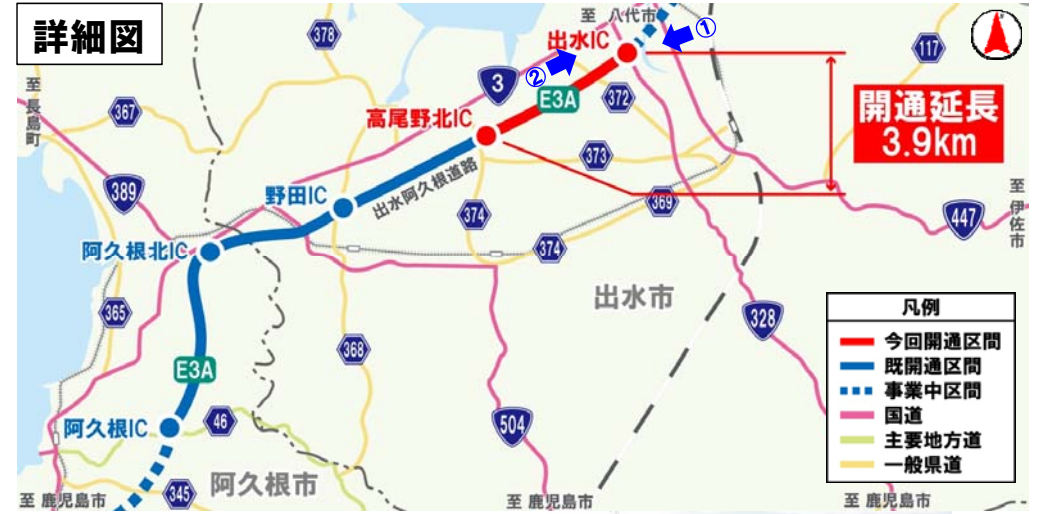 詳細図
至 八代市
①
出水IC
②
378
117
3
E3A
372
至長島町
367
高尾野北IC
開通延長
3.9km
373
出水阿久根道路
389
野田IC
369
至伊佐市
374
447
阿久根北IC
374
出水市
365
328
368
E3A
504
阿久根IC
46
阿久根市
345
至 鹿児島市
至 鹿児島市
至 鹿児島市
凡例
今回開通区間
既開通区間
事業中区間
国道
主要地方道
一般県道